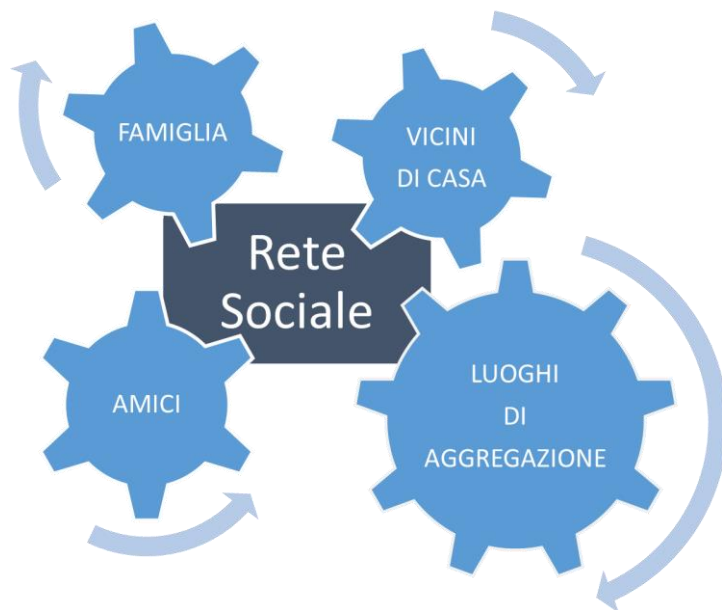 FAMIGLIA
VICINI
DI CASA
Rete
Sociale
AMICI
LUOGHI
DI
AGGREGAZIONE